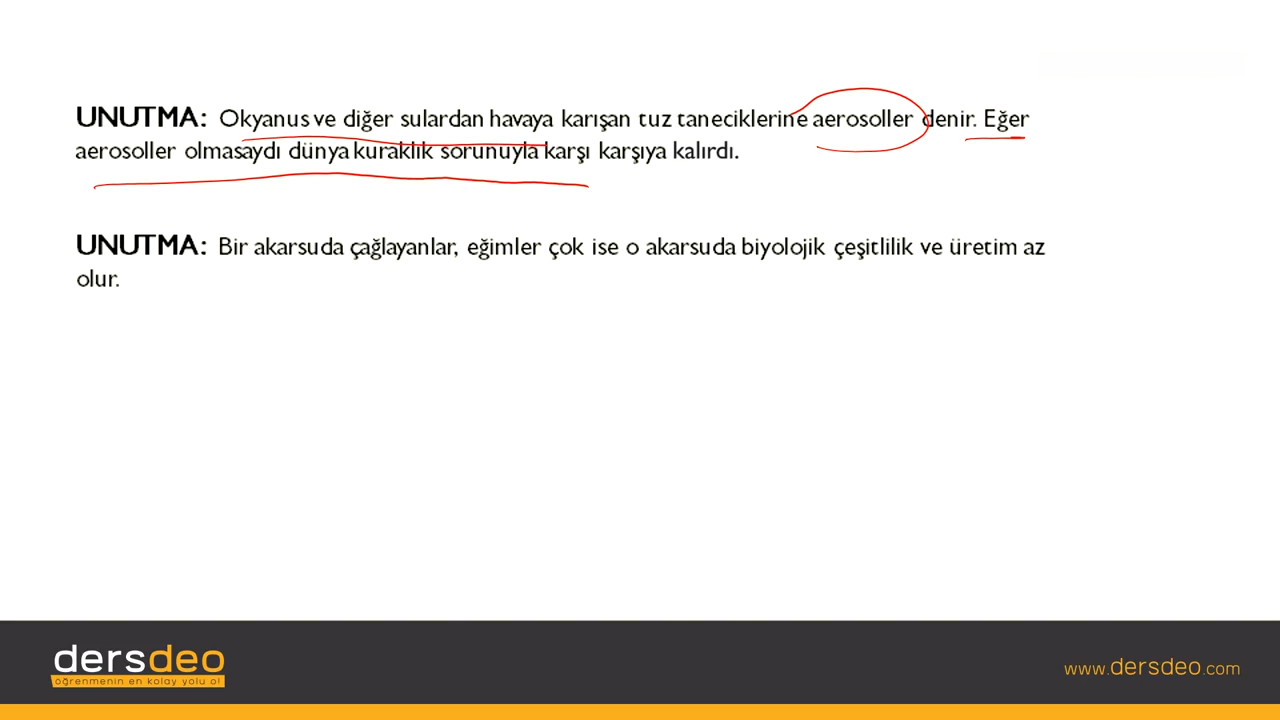 UNUTMA: Okyanus ve diğer sulardan havaya karışan tuz taneciklerine aerosoller denir. Eğer
aerosoller olmasaydı dünya kuraklık sorunuyla karşı karşıya kalırdı.
UNUTMA: Bir akarsuda çağlayanlar, eğimler çok ise o akarsuda biyolojik çeşitlilik ve üretim az
olur.
dersdeo
öğrenmenin en kolay yolu o!
www.dersdeo.com